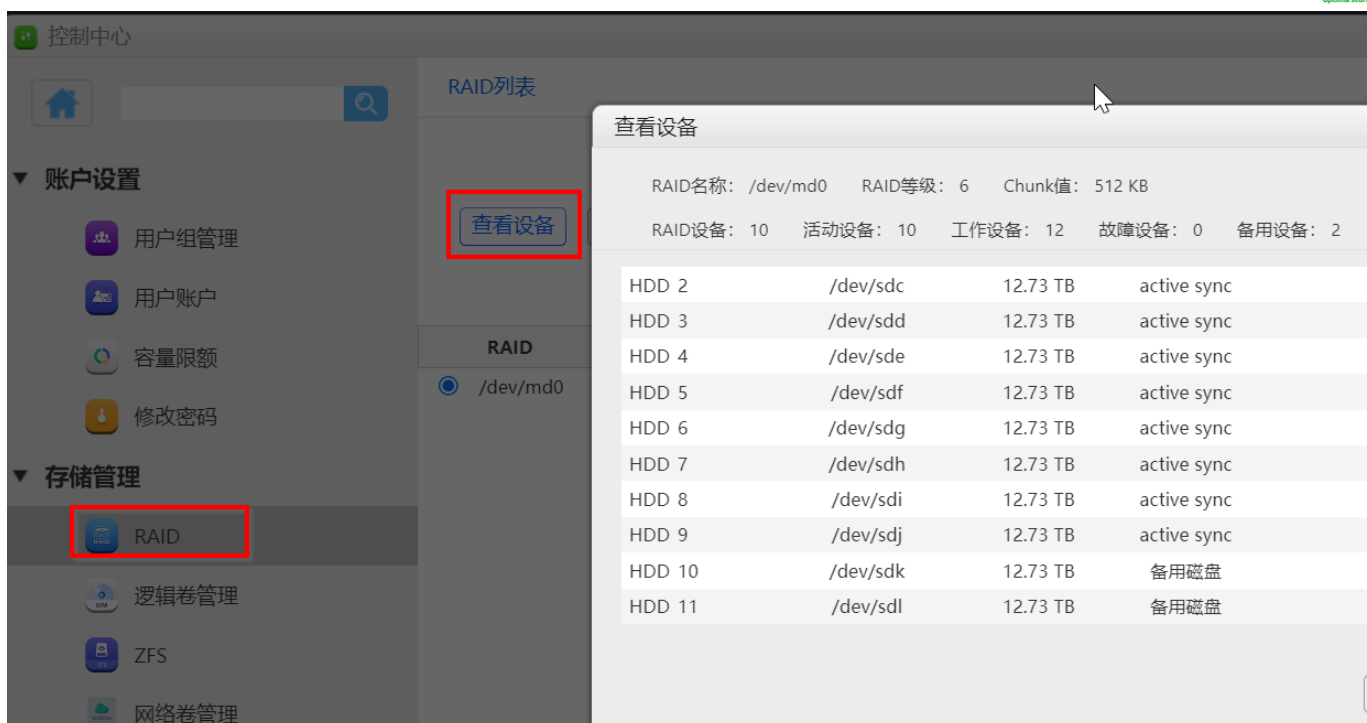 控制中心
RAID列表
查看设备
账户设置
RAID名称： /dev/md0 RAID等级： 6 Chunk值： 512 KB
查看设备
RAID设备： 10 活动设备： 10 工作设备： 12 故障设备： 0 备用设备： 2
用户组管理
用户账户
容量限额
修改密码
存储管理
RAID
逻辑卷管理
ZFS
网络卷管理
RAID
/dev/md0
HDD 2 /dev/sdc 12.73 TB active sync
HDD 3 /dev/sdd 12.73 TB active sync
HDD 4 /dev/sde 12.73 TB active sync
HDD 5 /dev/sdf 12.73 TB active sync
HDD 6 /dev/sdg 12.73 TB active sync
HDD 7 /dev/sdh 12.73 TB active sync
HDD 8 /dev/sdi 12.73 TB active sync
HDD 9 /dev/sdj 12.73 TB active sync
HDD 10 /dev/sdk 12.73 TB 备用磁盘
HDD 11 /dev/sdl 12.73 TB 备用磁盘